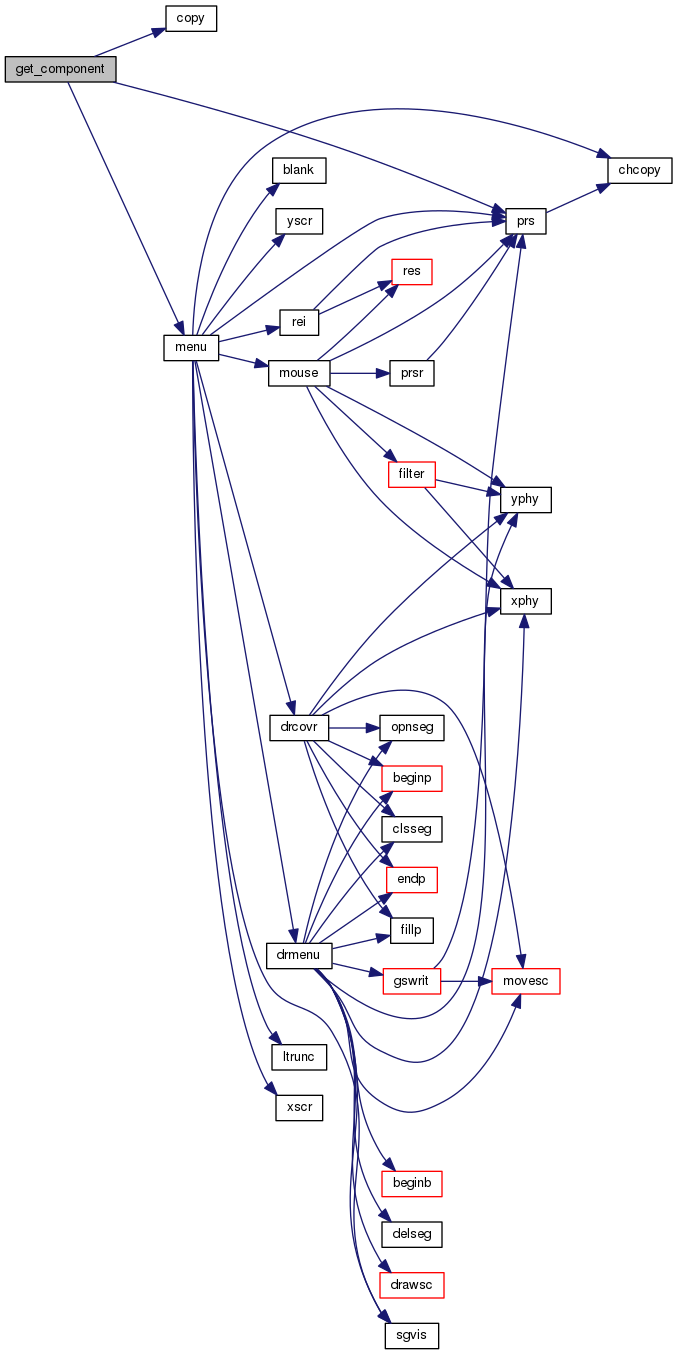 copy
get_component
blank
chcopy
yscr
prs
res
rei
menu
mouse
prsr
filter
yphy
xphy
drcovr
opnseg
beginp
clsseg
endp
fillp
drmenu
gswrit
movesc
ltrunc
xscr
beginb
delseg
drawsc
sgvis